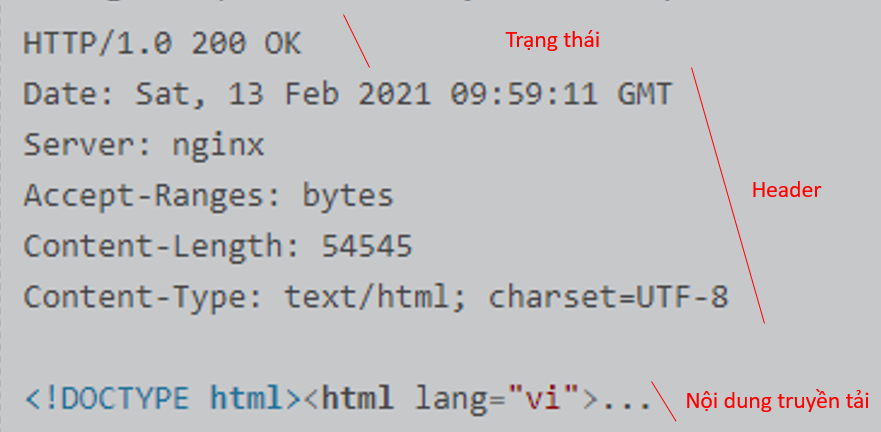 HTTP/1.0 200 OK
Trạng thái
Date: Sat, 13 Feb 2021 09:59:11 GMT
Server: nginx
Accept-Ranges: bytes
Header
Content-Length: 54545
Content-Type: text/html; charset=UTF-8
<!DOCTYPE html><html lang="vi">...
Nội dung truyền tải